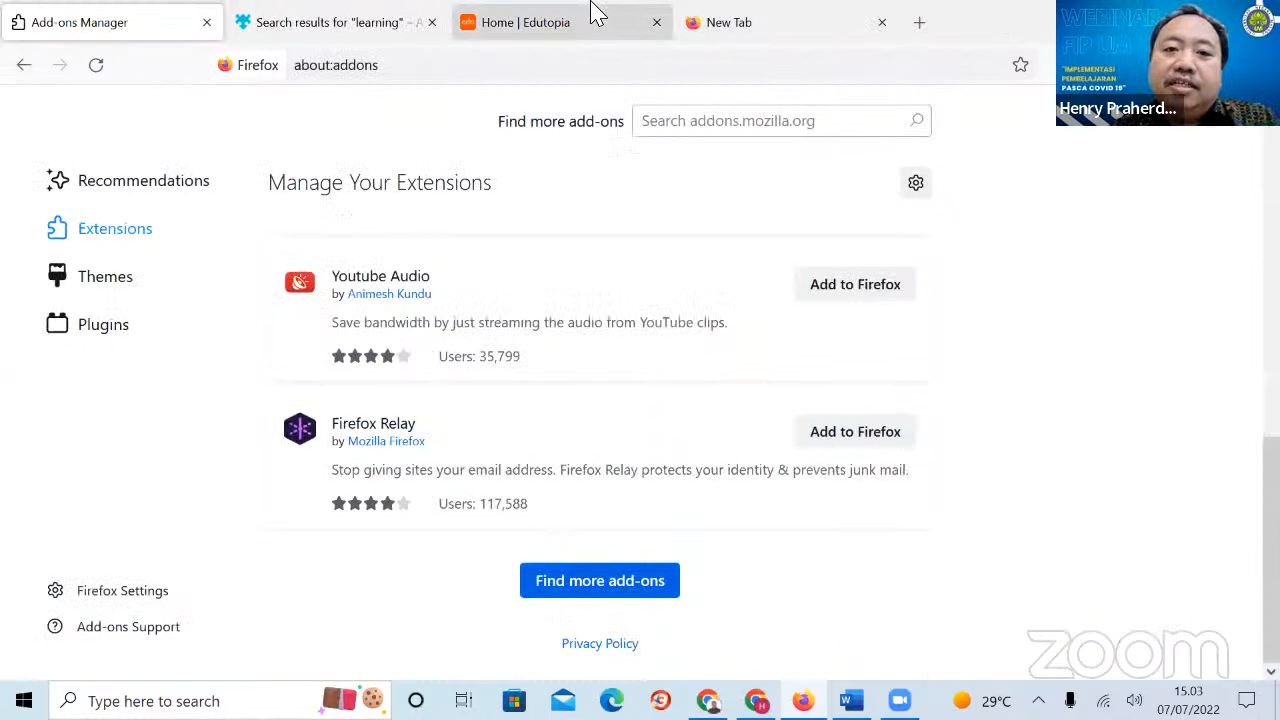 Add-ons Manager
Search results for "learning" – A
Home | Edutopia
New Tab
Firefox
about:addons
WEBINAR
FIP UM
"IMPLEMENTASI
PEMBELAJARAN
PASCA COVID 19"
Henry Praherd...
Find more add-ons
Search addons.mozilla.org
Recommendations
Extensions
Themes
Plugins
Manage Your Extensions
Youtube Audio
by Animesh Kundu
Save bandwidth by just streaming the audio from YouTube clips.
Users: 35,799
Add to Firefox
Firefox Relay
by Mozilla Firefox
Stop giving sites your email address. Firefox Relay protects your identity & prevents junk mail.
Users: 117,588
Add to Firefox
Find more add-ons
Privacy Policy
Firefox Settings
Add-ons Support
zoom
Type here to search
29°C
15.03
07/07/2022